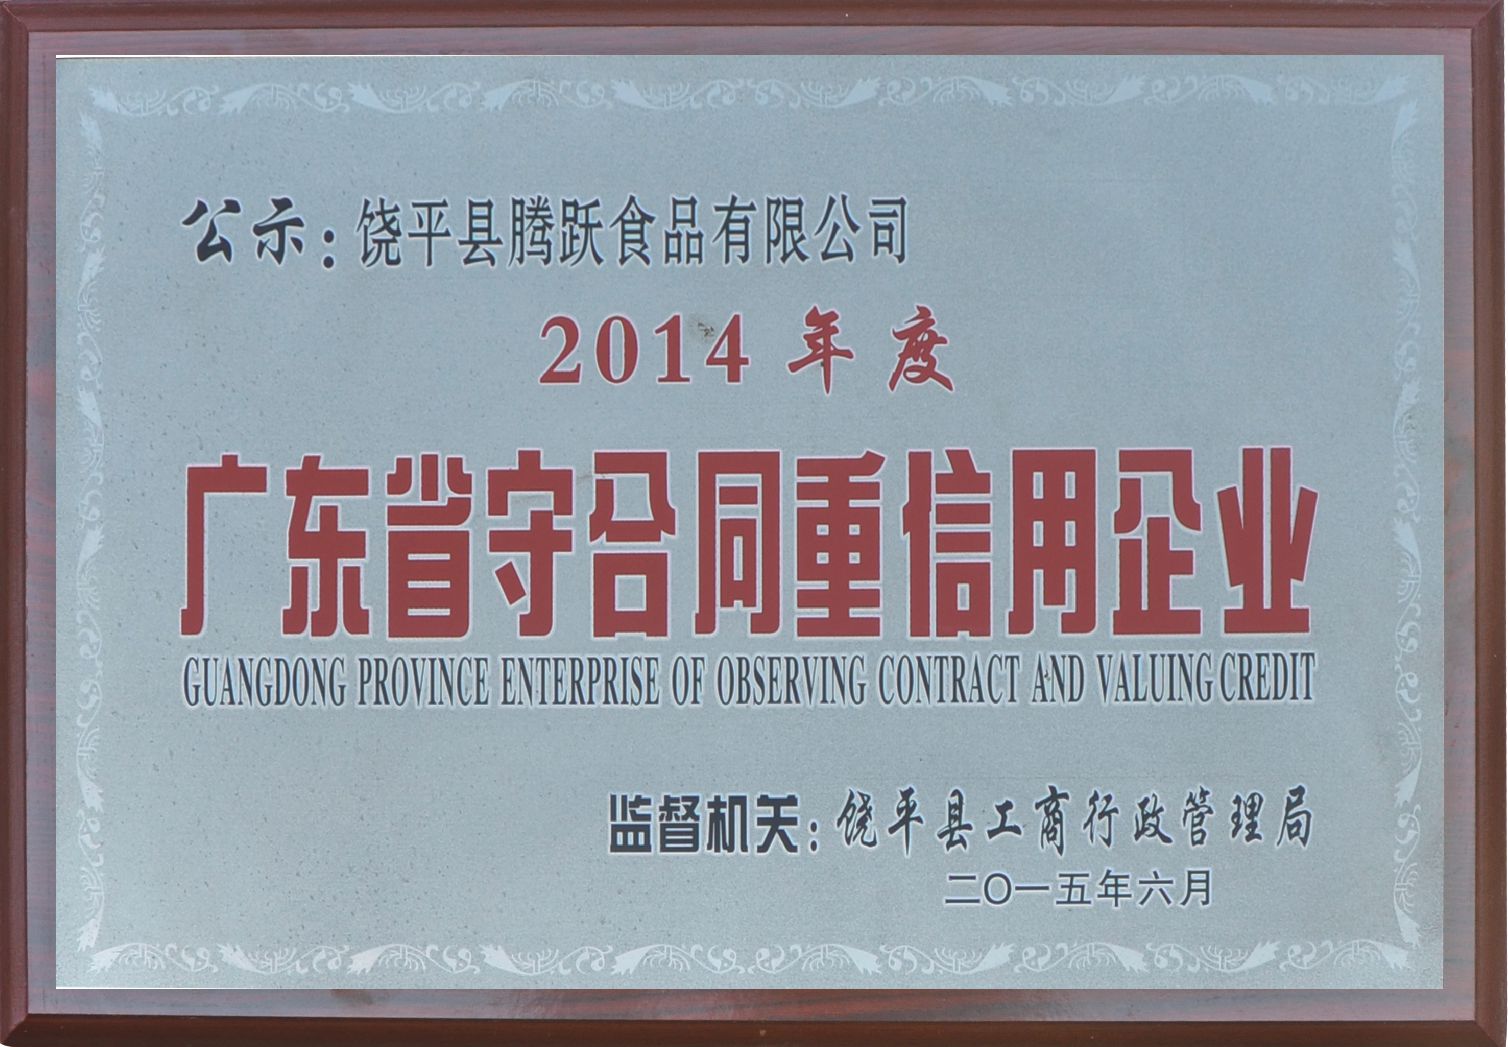 公示：饶平县腾跃食品有限公司
2014 年度
广东省守合同重信用企业
GUANGDONG PROVINCE ENTERPRISE OF OBSERVING CONTRACT AND VALUING CREDIT
监督机关：饶平县工商行政管理局
二〇一五年六月